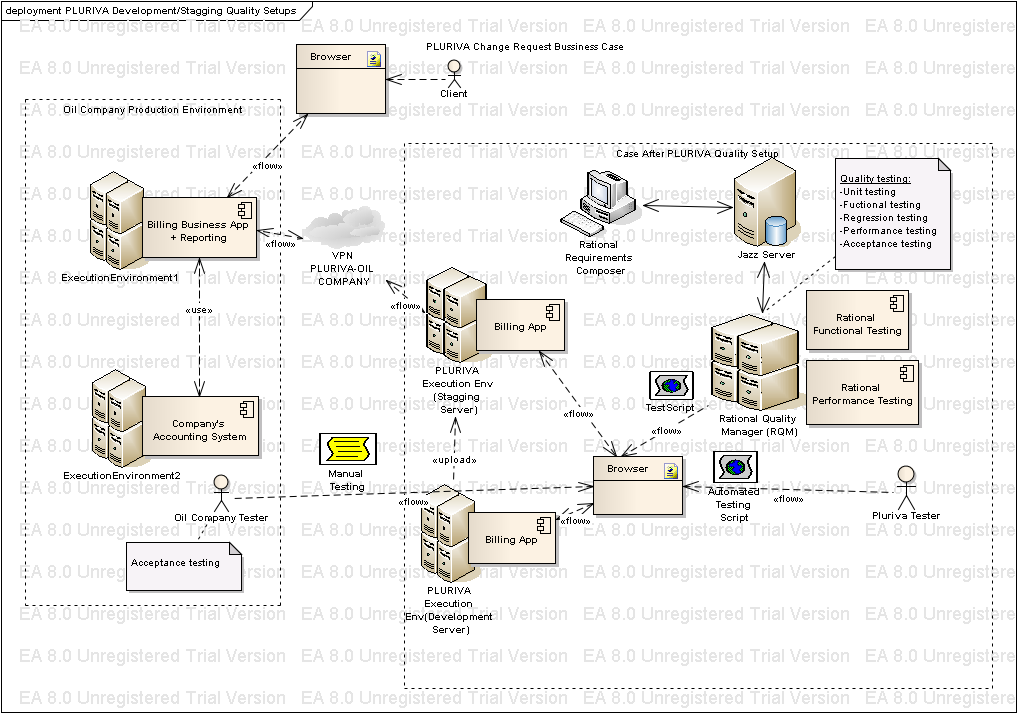 deployment PLURIVA Development/Stagging Quality Setups
EA 8.0 Unregistered Trial Version
PLURIVA Change Request Bussiness Case
Browser
Client
Oil Company Production Environment
«flow»
Case After PLURIVA Quality Setup
Billing Business App
+ Reporting
ExecutionEnvironment1
«flow»
VPN
PLURIVA-OIL
COMPANY
Rational
Requirements
Composer
Jazz Server
Quality testing:
-Unit testing
-Fuctional testing
-Regression testing
-Performance testing
-Acceptance testing
«use»
«flow»
Billing App
PLURIVA
Execution Env
(Stagging
Server)
Rational
Functional Testing
Rational
Performance Testing
Rational Quality
Manager (RQM)
TestScript
«flow»
«flow»
Company's
Accounting System
ExecutionEnvironment2
Manual
Testing
«upload»
Browser
Automated
Testing
Script
«flow»
Pluriva Tester
Oil Company Tester
«flow»
«flow»
Acceptance testing
Billing App
PLURIVA
Execution
Env(Development
Server)